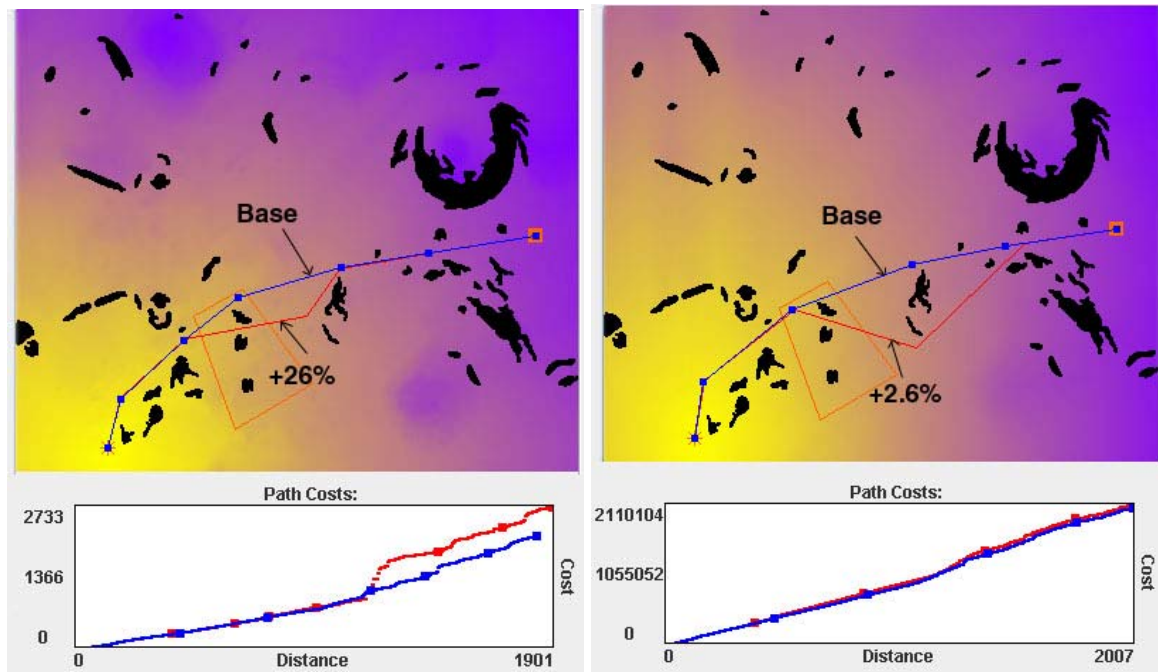 Base
+26%
Path Costs:
2733
1366
0
Cost
0 Distance 1901
Base
+2.6%
Path Costs:
2110104
1055052
0
Cost
0 Distance 2007